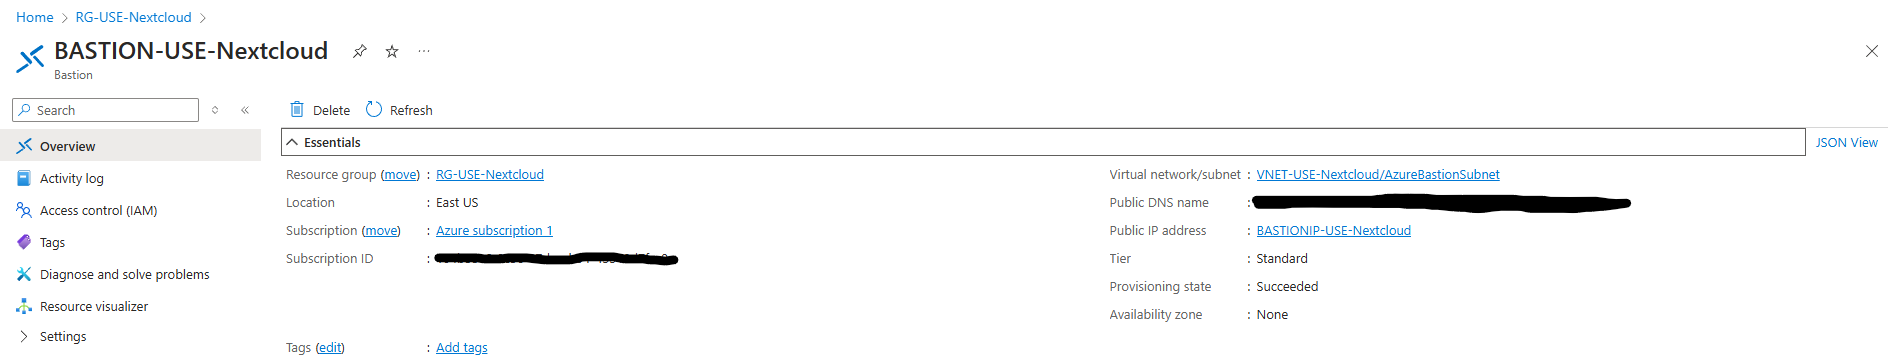 Home > RG-USE-Nextcloud >
BASTION-USE-Nextcloud
Bastion
Search
Overview
Activity log
Access control (IAM)
Tags
Diagnose and solve problems
Resource visualizer
Settings
Delete Refresh
Essentials
JSON View
Resource group (move) : RG-USE-Nextcloud
Location : East US
Subscription (move) : Azure subscription 1
Subscription ID :
Virtual network/subnet : VNET-USE-Nextcloud/AzureBastionSubnet
Public DNS name :
Public IP address : BASTIONIP-USE-Nextcloud
Tier : Standard
Provisioning state : Succeeded
Availability zone : None
Tags (edit) : Add tags